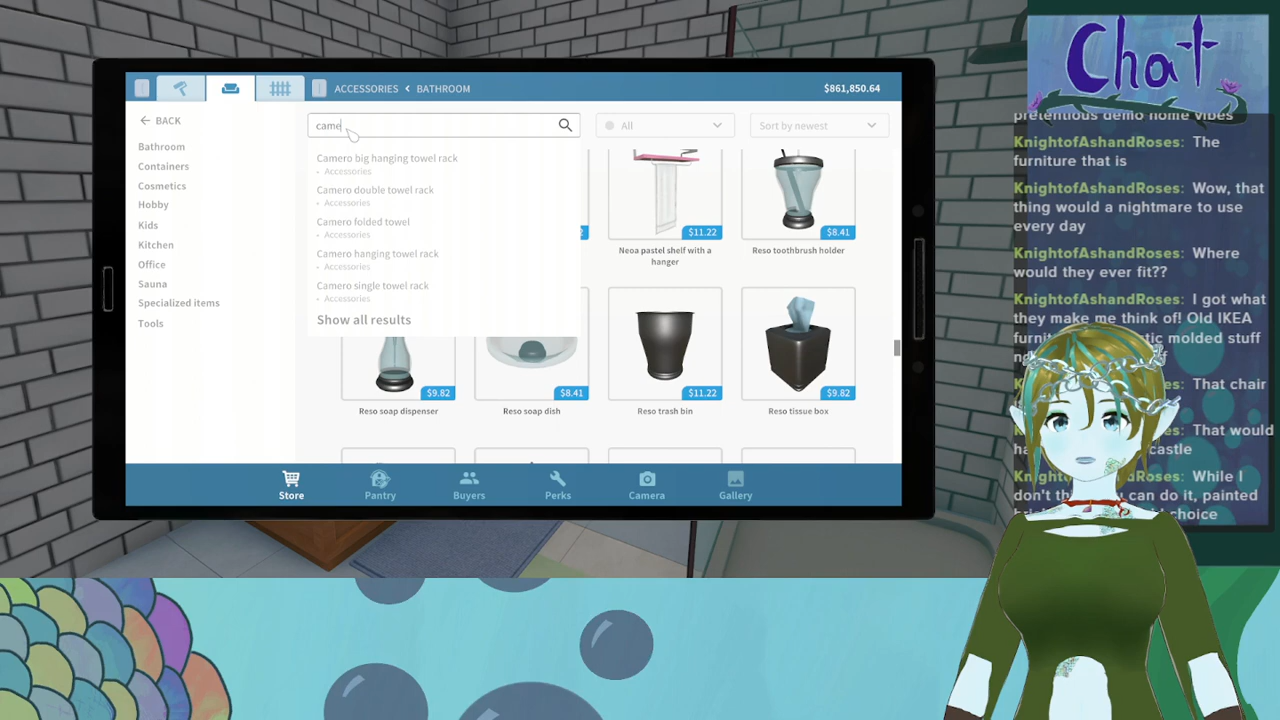 ACCESSORIES < BATHROOM
$861,850.64
BACK
came
All
Sort by newest
Bathroom
Containers
Cosmetics
Hobby
Kids
Kitchen
Office
Sauna
Specialized items
Tools
Camero big hanging towel rack
• Accessories
Camero double towel rack
• Accessories
Camero folded towel
• Accessories
Camero hanging towel rack
• Accessories
Camero single towel rack
• Accessories
Show all results
$11.22
Neoa pastel shelf with a
hanger
$8.41
Reso toothbrush holder
$9.82
Reso soap dispenser
$8.41
Reso soap dish
$11.22
Reso trash bin
$9.82
Reso tissue box
Store
Pantry
Buyers
Perks
Camera
Gallery
Chat
pretentious demo home vibes
KnightofAshandRoses: The
furniture that is
KnightofAshandRoses: Wow, that
thing would a nightmare to use
every day
KnightofAshandRoses: Where
would they ever fit??
KnightofAshandRoses: I got what
they make me think of! Old IKEA
molded stuff
That
chair
That would
castle
While I
can do it, painted
choice